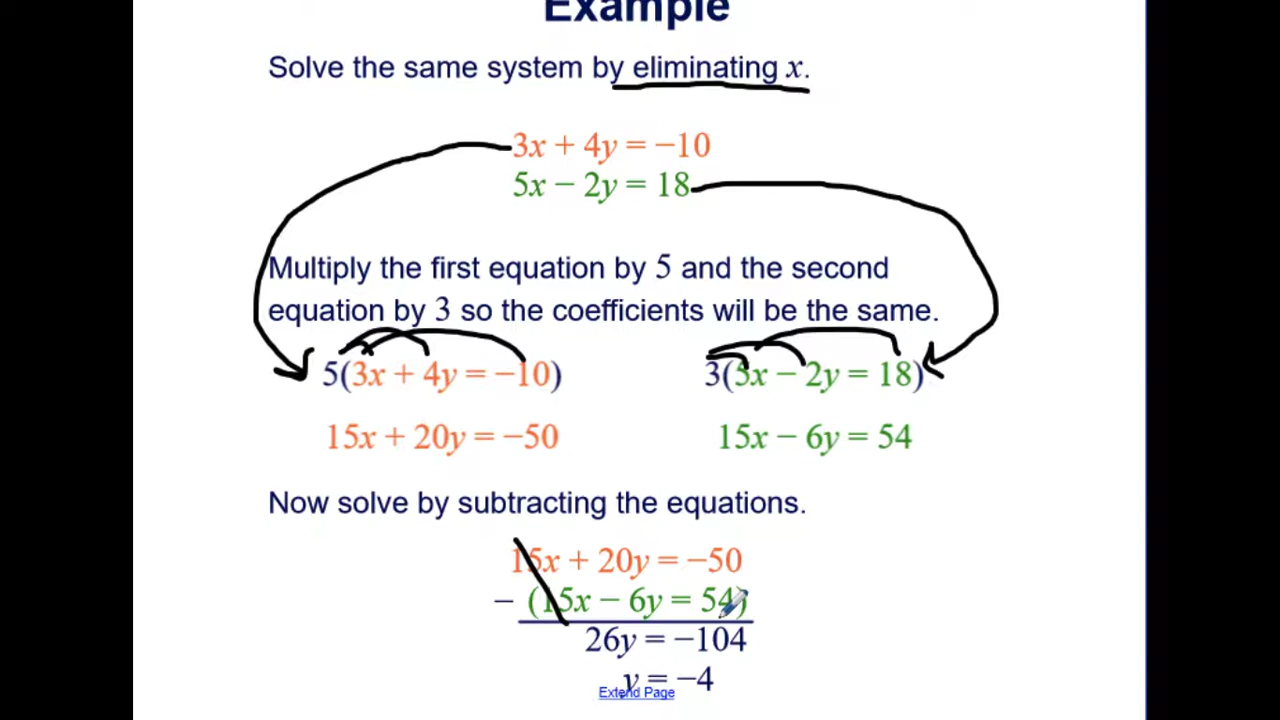 Example
Solve the same system by eliminating x.
3x + 4y = −10
5x − 2y = 18
Multiply the first equation by 5 and the second
equation by 3 so the coefficients will be the same.
5(3x + 4y = −10)
3(5x − 2y = 18)
15x + 20y = −50
15x − 6y = 54
Now solve by subtracting the equations.
15x + 20y = −50
− (15x − 6y = 54)
26y = −104
y = −4
Extend Page